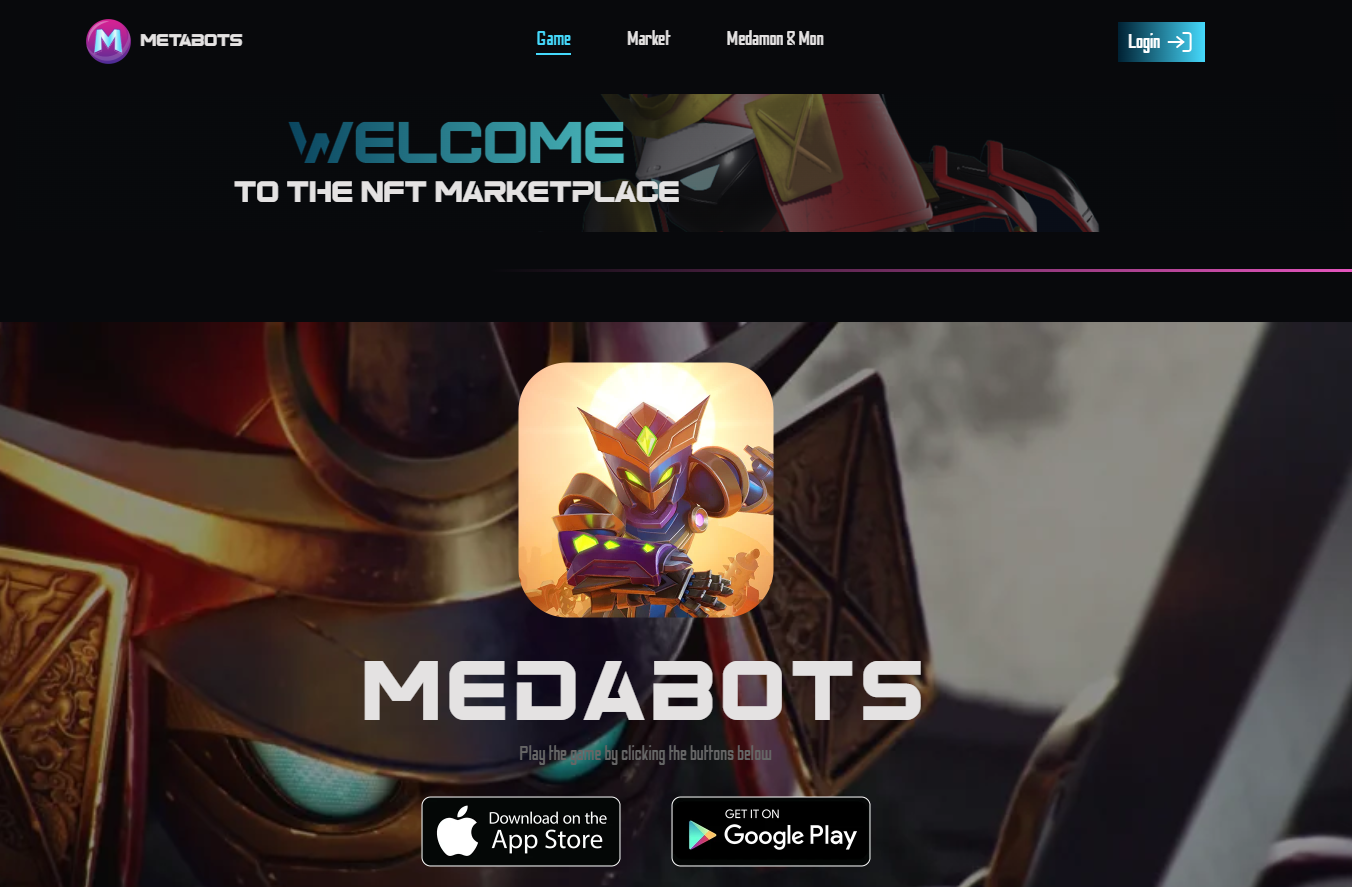 METABOTS
Game
Market
Medamon & Mon
Login
WELCOME
TO THE NFT MARKETPLACE
MEDABOTS
Play the game by clicking the buttons below
Download on the
App Store
GET IT ON
Google Play